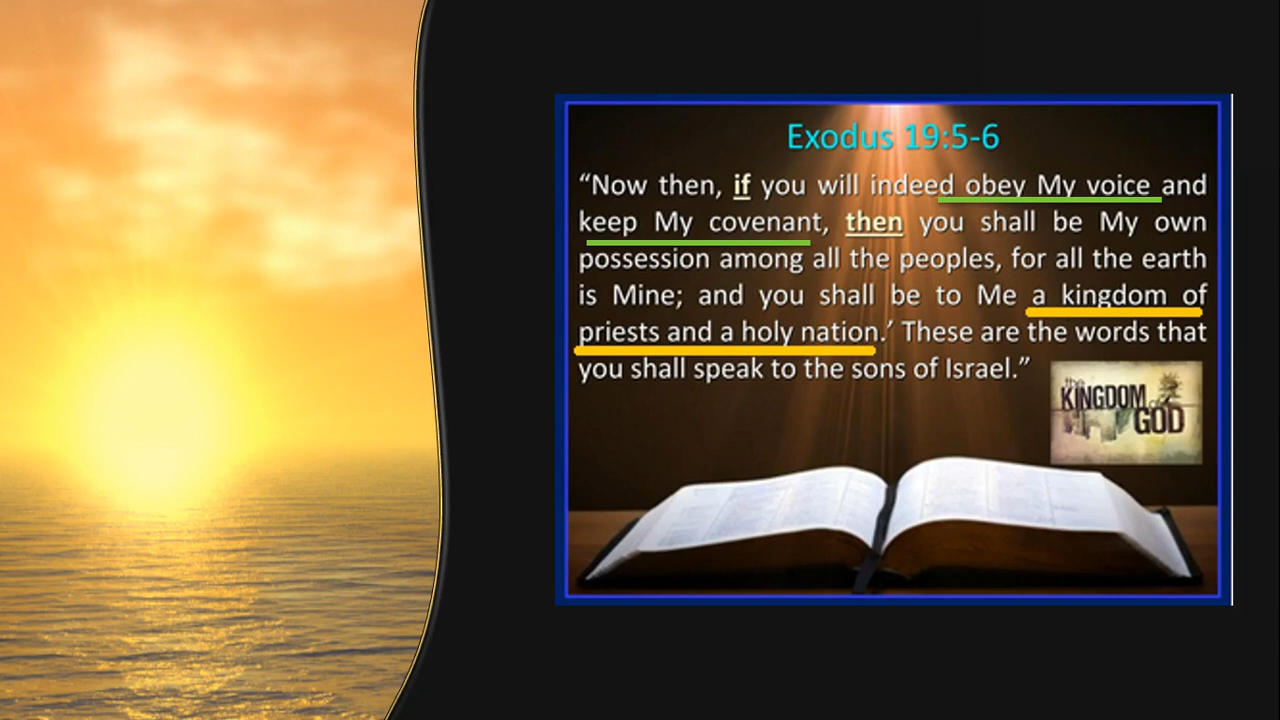 Exodus 19:5-6
“Now then, if you will indeed obey My voice and
keep My covenant, then you shall be My own
possession among all the peoples, for all the earth
is Mine; and you shall be to Me a kingdom of
priests and a holy nation.’ These are the words that
you shall speak to the sons of Israel.”
the
KINGDOM of
GOD